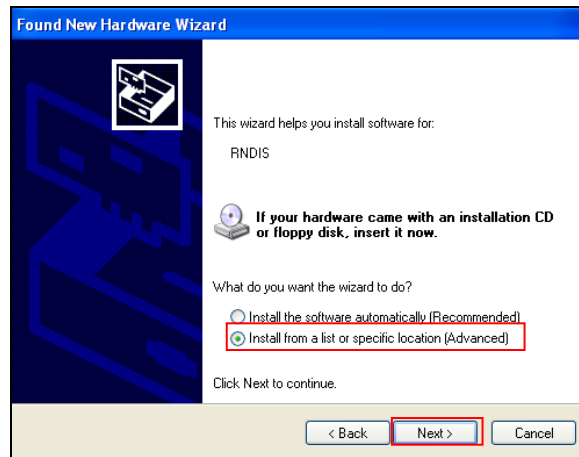 Found New Hardware Wizard
This wizard helps you install software for:
RNDIS
If your hardware came with an installation CD
or floppy disk, insert it now.
What do you want the wizard to do?
Install the software automatically (Recommended)
Install from a list or specific location (Advanced)
Click Next to continue.
< Back
Next >
Cancel